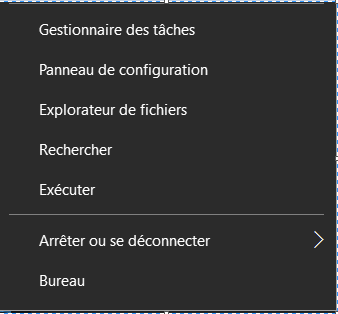 Gestionnaire des tâches
Panneau de configuration
Explorateur de fichiers
Rechercher
Exécuter
Arrêter ou se déconnecter
Bureau